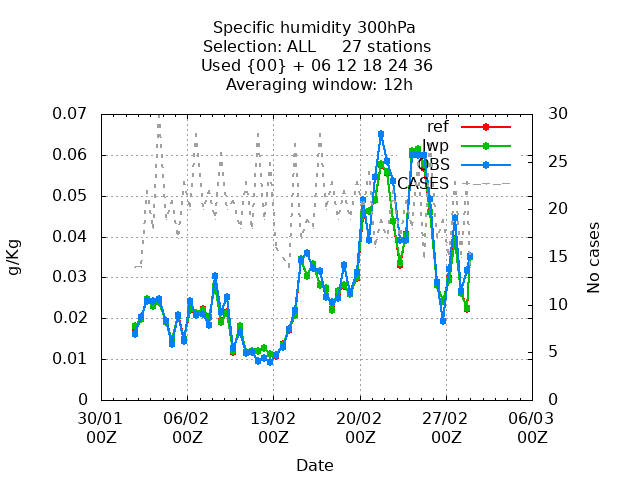 Specific humidity 300hPa
Selection: ALL 27 stations
Used {00} + 06 12 18 24 36
Averaging window: 12h
0.07
0.06
0.05
0.04
0.03
0.02
0.01
0
30
25
20
15
10
5
0
g/Kg
No cases
ref
lwp
OBS
CASES
30/01 06/02 13/02 20/02 27/02 06/03
00Z 00Z 00Z 00Z 00Z 00Z
Date